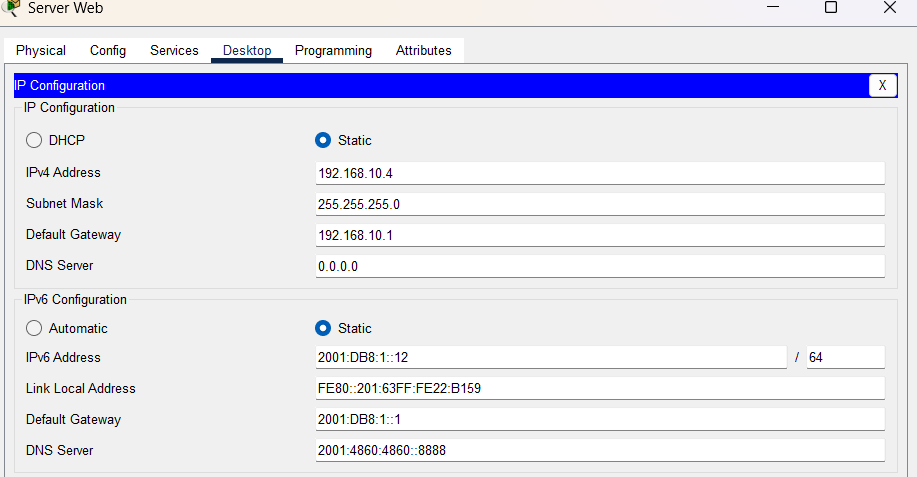 Server Web
Physical Config Services Desktop Programming Attributes
IP Configuration X
IP Configuration
DHCP Static
IPv4 Address 192.168.10.4
Subnet Mask 255.255.255.0
Default Gateway 192.168.10.1
DNS Server 0.0.0.0
IPv6 Configuration
Automatic Static
IPv6 Address 2001:DB8:1::12 / 64
Link Local Address FE80::201:63FF:FE22:B159
Default Gateway 2001:DB8:1::1
DNS Server 2001:4860:4860::8888